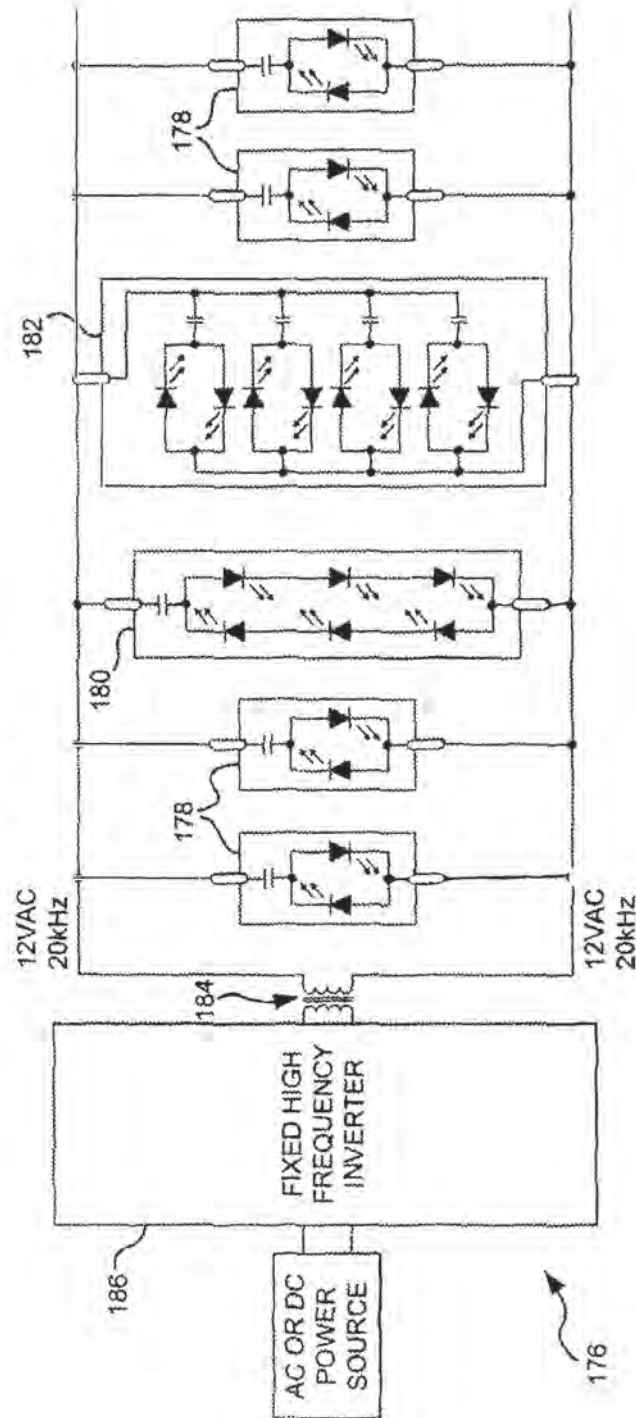 AC OR DC
POWER
SOURCE
186
FIXED HIGH
FREQUENCY
INVERTER
184
12VAC
20kHz
12VAC
20kHz
178
180
182
178
176